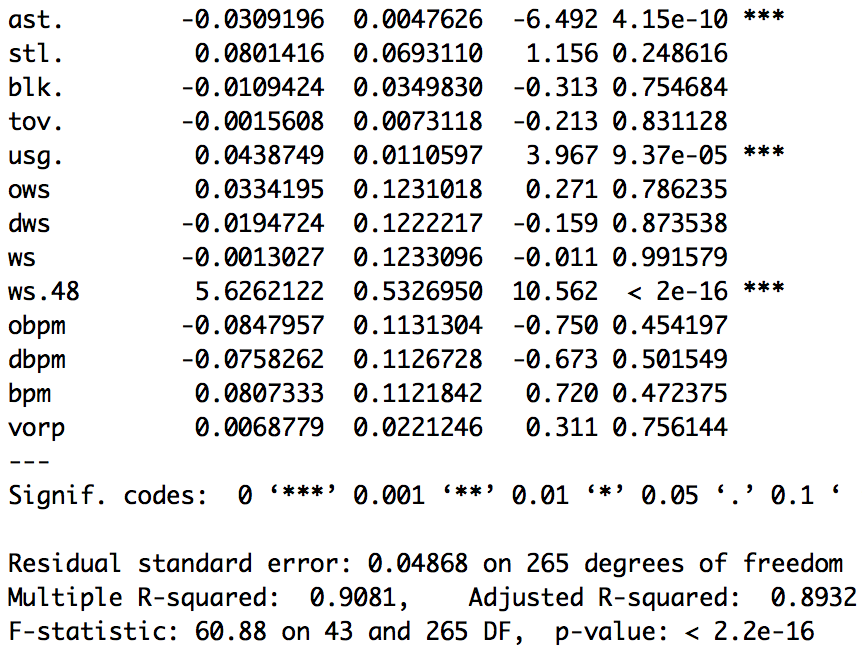 ast. -0.0309196 0.0047626 -6.492 4.15e-10 ***
stl. 0.0801416 0.0693110 1.156 0.248616
blk. -0.0109424 0.0349830 -0.313 0.754684
tov. -0.0015608 0.0073118 -0.213 0.831128
usg. 0.0438749 0.0110597 3.967 9.37e-05 ***
ows 0.0334195 0.1231018 0.271 0.786235
dws -0.0194724 0.1222217 -0.159 0.873538
ws -0.0013027 0.1233096 -0.011 0.991579
ws.48 5.6262122 0.5326950 10.562 < 2e-16 ***
obpm -0.0847957 0.1131304 -0.750 0.454197
dbpm -0.0758262 0.1126728 -0.673 0.501549
bpm 0.0807333 0.1121842 0.720 0.472375
vorp 0.0068779 0.0221246 0.311 0.756144
---
Signif. codes: 0 ‘***’ 0.001 ‘**’ 0.01 ‘*’ 0.05 ‘.’ 0.1 ‘
Residual standard error: 0.04868 on 265 degrees of freedom
Multiple R-squared: 0.9081, Adjusted R-squared: 0.8932
F-statistic: 60.88 on 43 and 265 DF, p-value: < 2.2e-16